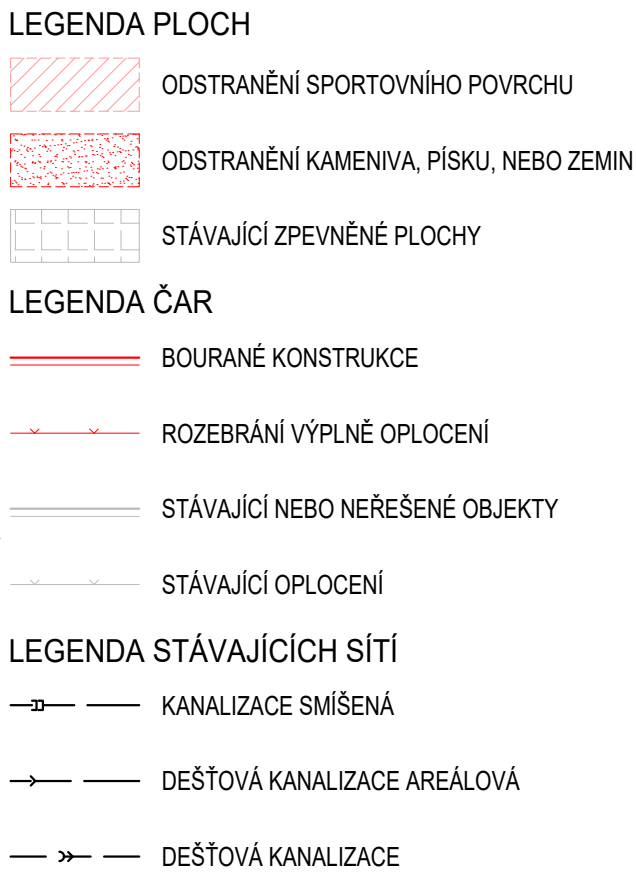 LEGENDA PLOCH
ODSTRANĚNÍ SPORTOVNÍHO POVRCHU
ODSTRANĚNÍ KAMENIVA, PÍSKU, NEBO ZEMIN
STÁVAJÍCÍ ZPEVNĚNÉ PLOCHY
LEGENDA ČAR
BOURANÉ KONSTRUKCE
ROZEBRÁNÍ VÝPLNĚ OPLOCENÍ
STÁVAJÍCÍ NEBO NEŘEŠENÉ OBJEKTY
STÁVAJÍCÍ OPLOCENÍ
LEGENDA STÁVAJÍCÍCH SÍTÍ
KANALIZACE SMÍŠENÁ
DEŠŤOVÁ KANALIZACE AREÁLOVÁ
DEŠŤOVÁ KANALIZACE